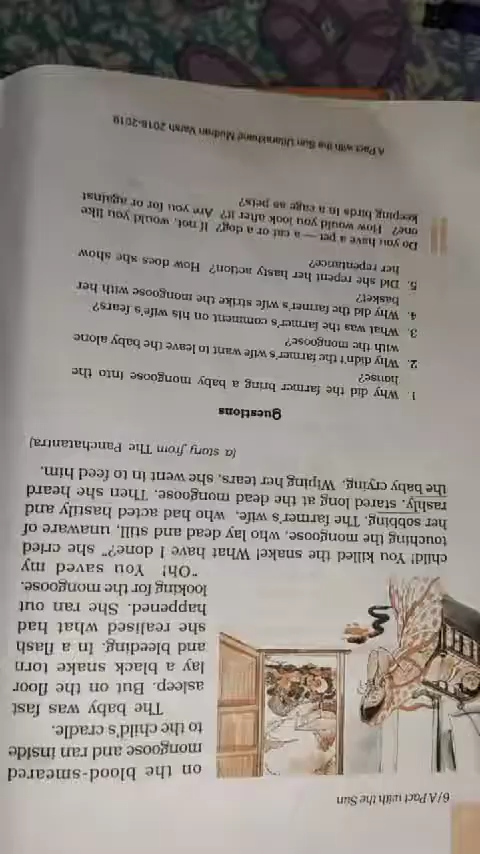 6/A Pact with the Sun
on the blood-smeared
mongoose and ran inside
to the child's cradle.
The baby was fast
asleep. But on the floor
lay a black snake torn
and bleeding. In a flash
she realised what had
happened. She ran out
looking for the mongoose.
"Oh! You saved my
child! You killed the snake! What have I done?" she cried
touching the mongoose, who lay dead and still, unaware of
her sobbing. The farmer's wife, who had acted hastily and
rashly, stared long at the dead mongoose. Then she heard
the baby crying. Wiping her tears, she went in to feed him.
(a story from The Panchatantra)
Questions
1. Why did the farmer bring a baby mongoose into the
house?
2. Why didn't the farmer's wife want to leave the baby alone
with the mongoose?
3. What was the farmer's comment on his wife's fears?
4. Why did the farmer's wife strike the mongoose with her
basket?
5. Did she repent her hasty action? How does she show
her repentance?
Do you have a pet — a cat or a dog? If not, would you like
one? How would you look after it? Are you for or against
keeping birds in a cage as pets?
A Pact with the Sun Uttarakhand Mudran Varsh 2018-2019